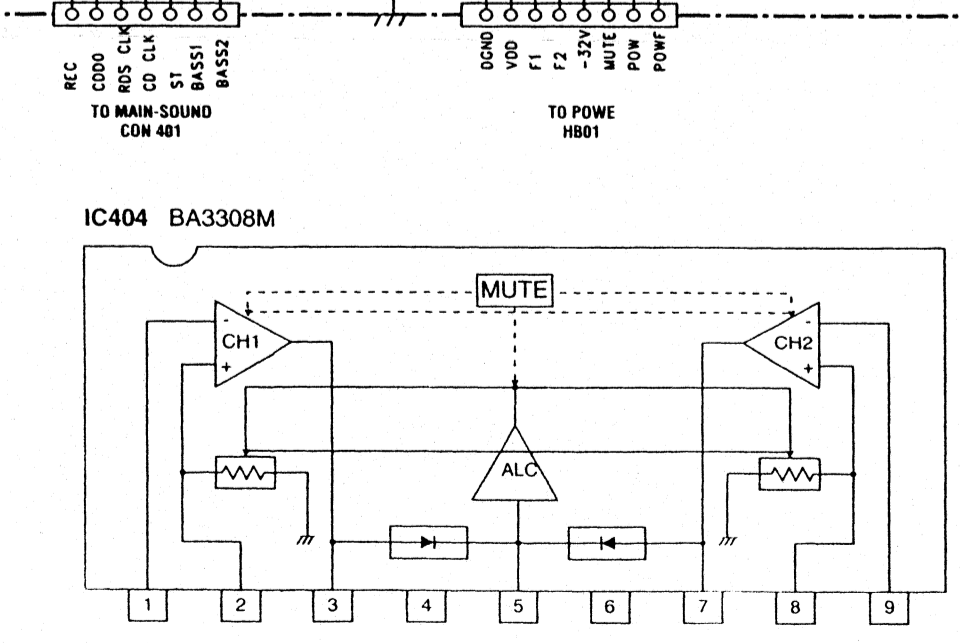 REC
CDDO
RDS CLK
CD CLK
ST
BASS1
BASS2
TO MAIN-SOUND
CON 401
DGND
VDD
F1
F2
-32V
MUTE
POW
POWF
TO POWE
HB01
IC404 BA3308M
MUTE
- CH1 +
- CH2 +
ALC
1 2 3 4 5 6 7 8 9